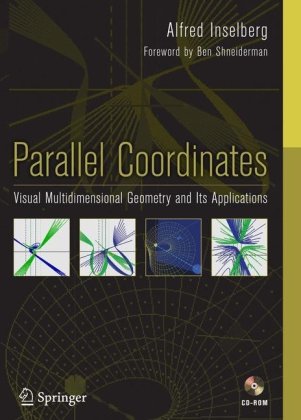 Alfred Inselberg
Foreword by Ben Shneiderman
Parallel Coordinates
Visual Multidimensional Geometry and Its Applications
Springer
CD-ROM